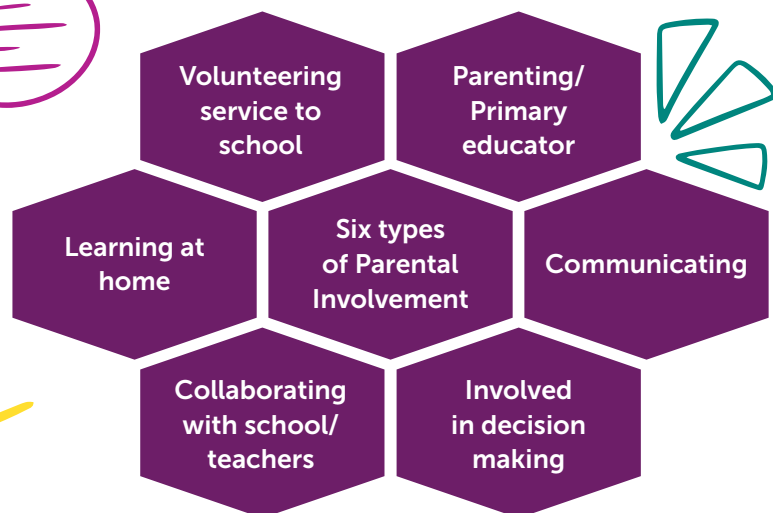 Volunteering
service to
school
Parenting/
Primary
educator
Learning at
home
Six types
of Parental
Involvement
Communicating
Collaborating
with school/
teachers
Involved
in decision
making